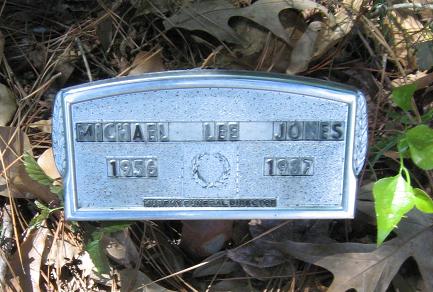 MICHAEL LEE JONES
1956 1987
FUNERAL DIRECTOR